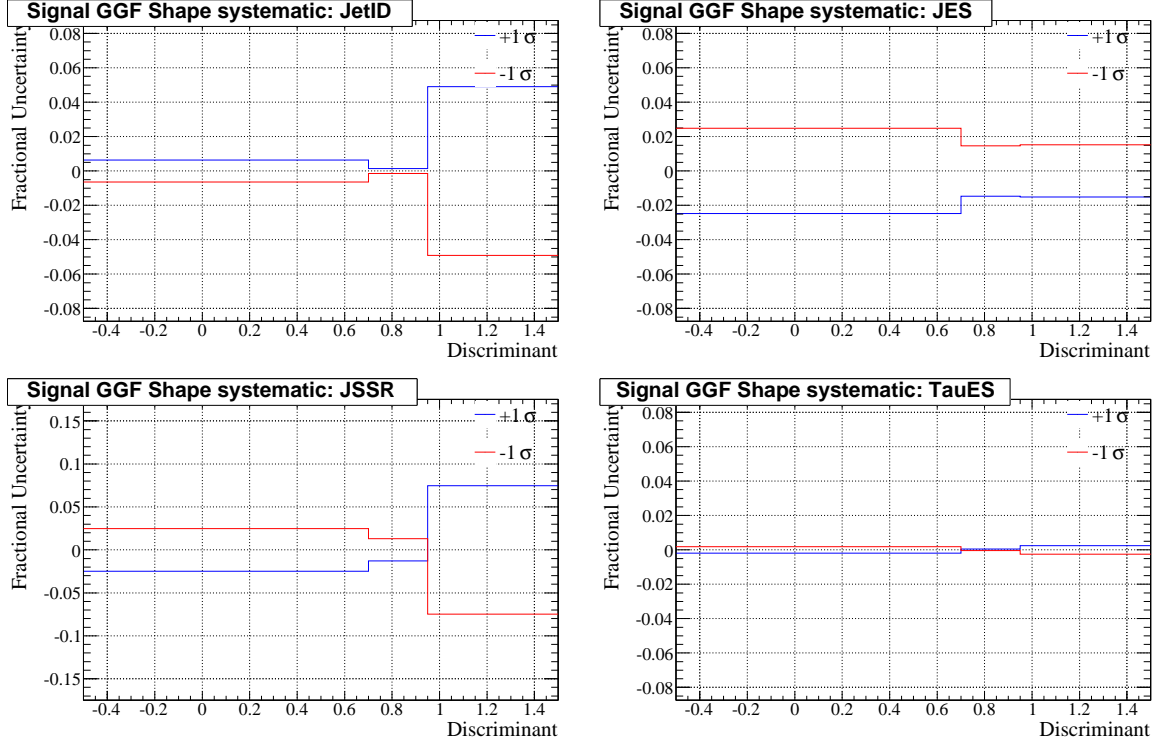 Signal GGF Shape systematic: JetID
Fractional Uncertainty
0.08
0.06
0.04
0.02
0
-0.02
-0.04
-0.06
-0.08
+1 σ
-1 σ
-0.4 -0.2 0 0.2 0.4 0.6 0.8 1 1.2 1.4
Discriminant
Signal GGF Shape systematic: JES
Fractional Uncertainty
0.08
0.06
0.04
0.02
0
-0.02
-0.04
-0.06
-0.08
+1 σ
-1 σ
-0.4 -0.2 0 0.2 0.4 0.6 0.8 1 1.2 1.4
Discriminant
Signal GGF Shape systematic: JSSR
Fractional Uncertainty
0.15
0.1
0.05
0
-0.05
-0.1
-0.15
+1 σ
-1 σ
-0.4 -0.2 0 0.2 0.4 0.6 0.8 1 1.2 1.4
Discriminant
Signal GGF Shape systematic: TauES
Fractional Uncertainty
0.08
0.06
0.04
0.02
0
-0.02
-0.04
-0.06
-0.08
+1 σ
-1 σ
-0.4 -0.2 0 0.2 0.4 0.6 0.8 1 1.2 1.4
Discriminant